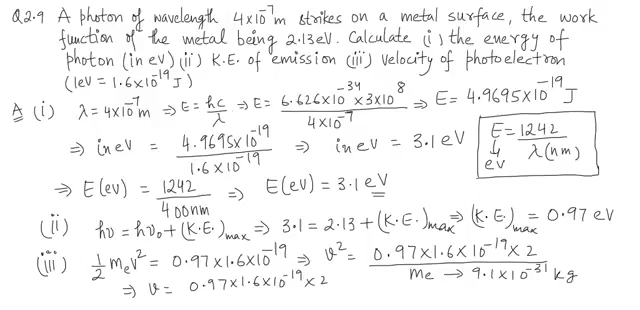 Q2.9 A photon of wavelength 4×10⁻⁷m strikes on a metal surface, the work
function of the metal being 2.13eV. Calculate (i) the energy of
photon (in eV) (ii) K.E. of emission (iii) Velocity of photoelectron
(1eV = 1.6×10⁻¹⁹ J)
A (i) λ = 4×10⁻⁷m ⇒ E = hc/λ ⇒ E = 6.626×10⁻³⁴ × 3×10⁸ / 4×10⁻⁷ ⇒ E = 4.9695×10⁻¹⁹ J
⇒ in eV = 4.9695×10⁻¹⁹ / 1.6×10⁻¹⁹ ⇒ in eV = 3.1 eV
E = 1242 / λ(nm)
↓
eV
⇒ E(eV) = 1242 / 400nm ⇒ E(eV) = 3.1 eV
(ii) hν = hν₀ + (K.E.)max ⇒ 3.1 = 2.13 + (K.E.)max ⇒ (K.E.)max = 0.97 eV
(iii) 1/2 meV² = 0.97×1.6×10⁻¹⁹ ⇒ v² = 0.97×1.6×10⁻¹⁹×2 / me → 9.1×10⁻³¹ kg
⇒ v = 0.97×1.6×10⁻¹⁹×2